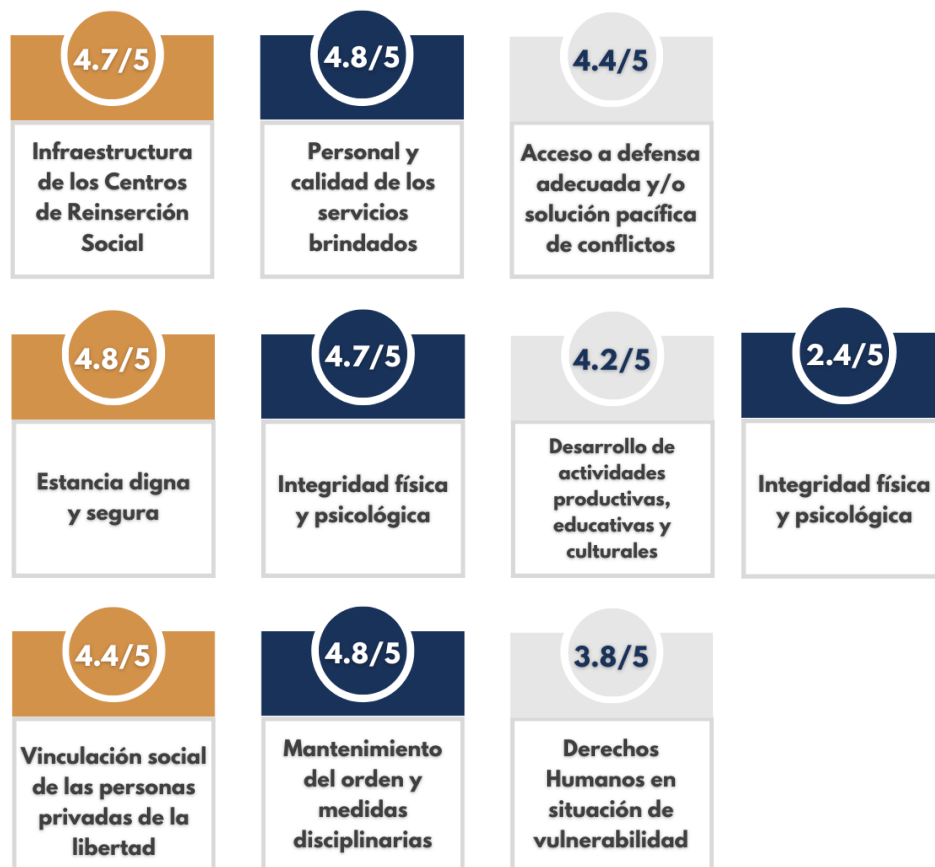 4.7/5
Infraestructura
de los Centros
de Reinserción
Social
4.8/5
Personal y
calidad de los
servicios
brindados
4.4/5
Acceso a defensa
adecuada y/o
solución pacífica
de conflictos
4.8/5
Estancia digna
y segura
4.7/5
Integridad física
y psicológica
4.2/5
Desarrollo de
actividades
productivas,
educativas y
culturales
2.4/5
Integridad física
y psicológica
4.4/5
Vinculación social
de las personas
privadas de la
libertad
4.8/5
Mantenimiento
del orden y
medidas
disciplinarias
3.8/5
Derechos
Humanos en
situación de
vulnerabilidad